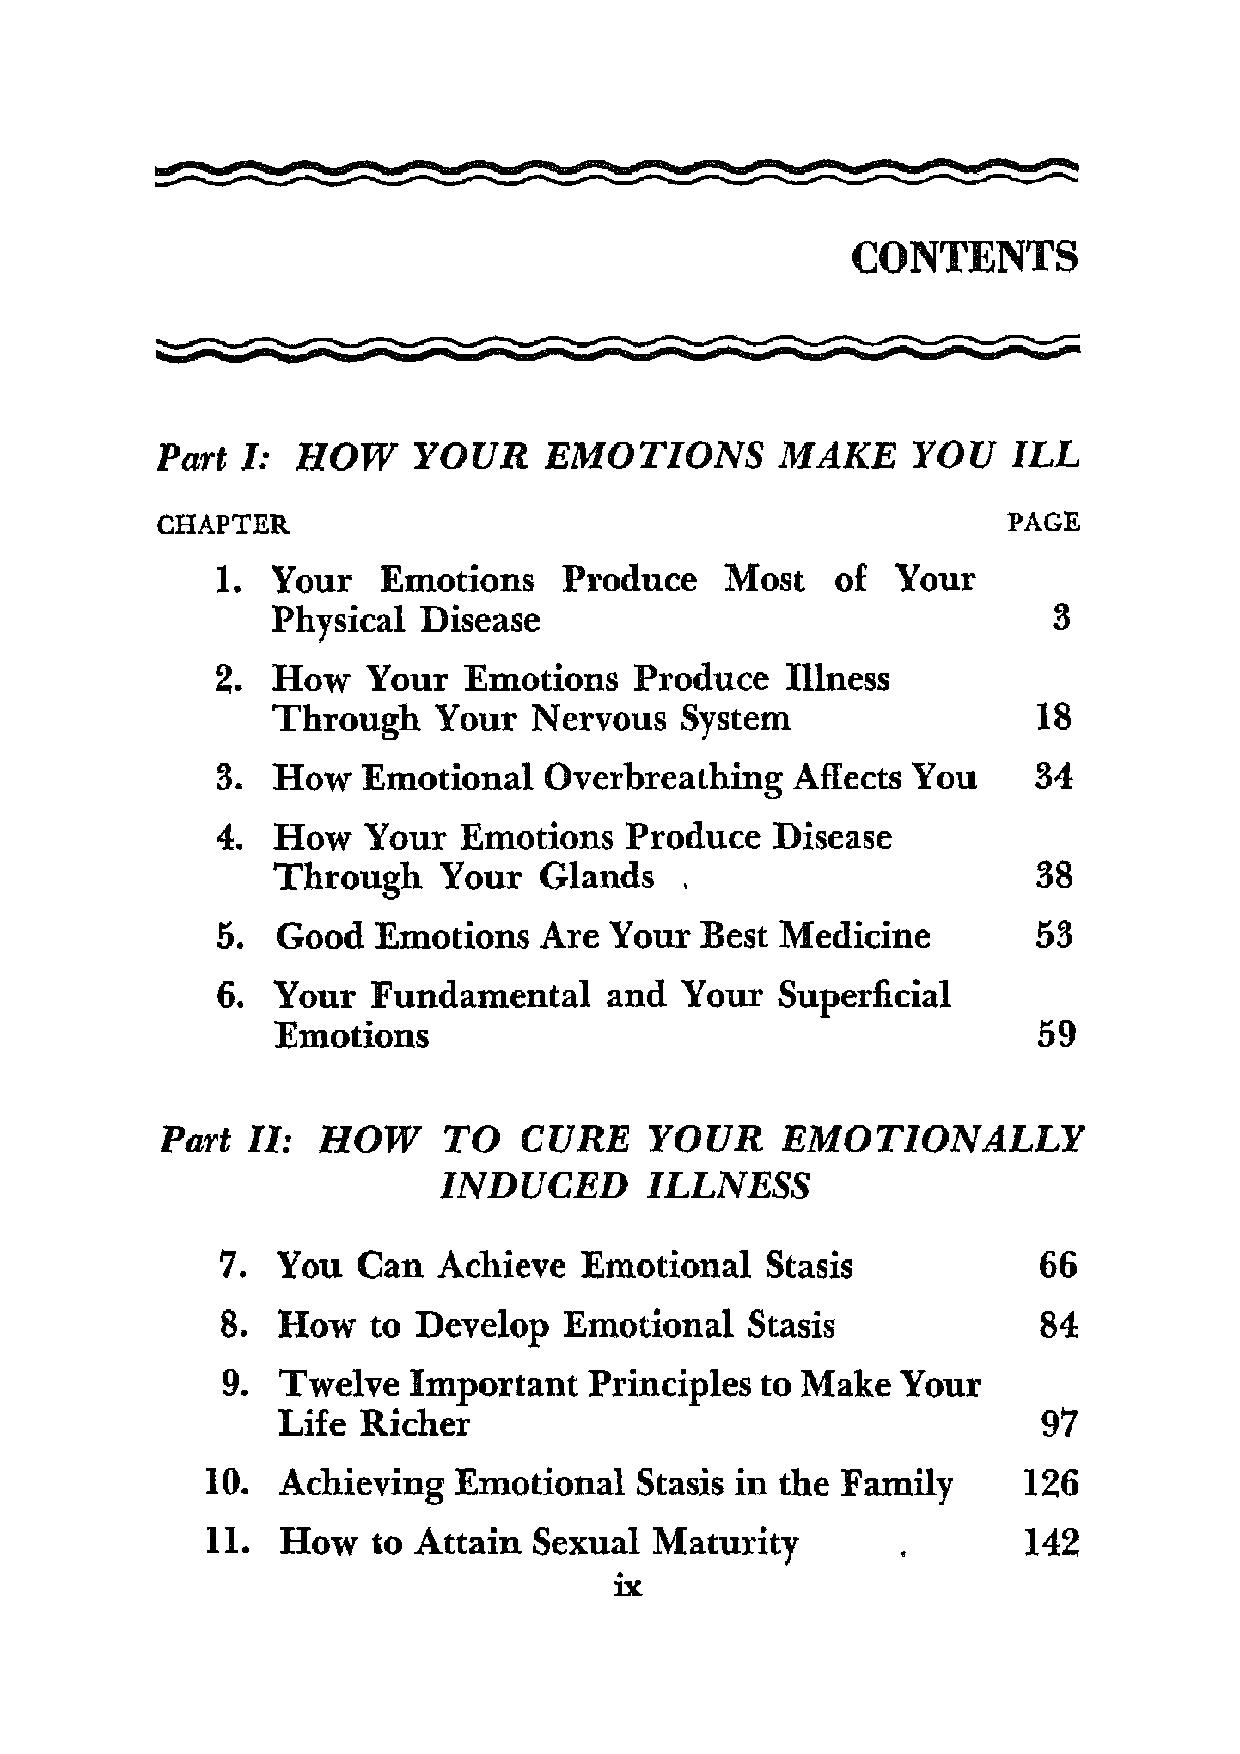 CONTENTS
Part I: HOW YOUR EMOTIONS MAKE YOU ILL
CHAPTER PAGE
1. Your Emotions Produce Most of Your
Physical Disease 3
2. How Your Emotions Produce Illness
Through Your Nervous System 18
3. How Emotional Overbreathing Affects You 34
4. How Your Emotions Produce Disease
Through Your Glands 38
5. Good Emotions Are Your Best Medicine 53
6. Your Fundamental and Your Superficial
Emotions 59
Part II: HOW TO CURE YOUR EMOTIONALLY
INDUCED ILLNESS
7. You Can Achieve Emotional Stasis 66
8. How to Develop Emotional Stasis 84
9. Twelve Important Principles to Make Your
Life Richer 97
10. Achieving Emotional Stasis in the Family 126
11. How to Attain Sexual Maturity . 142
ix